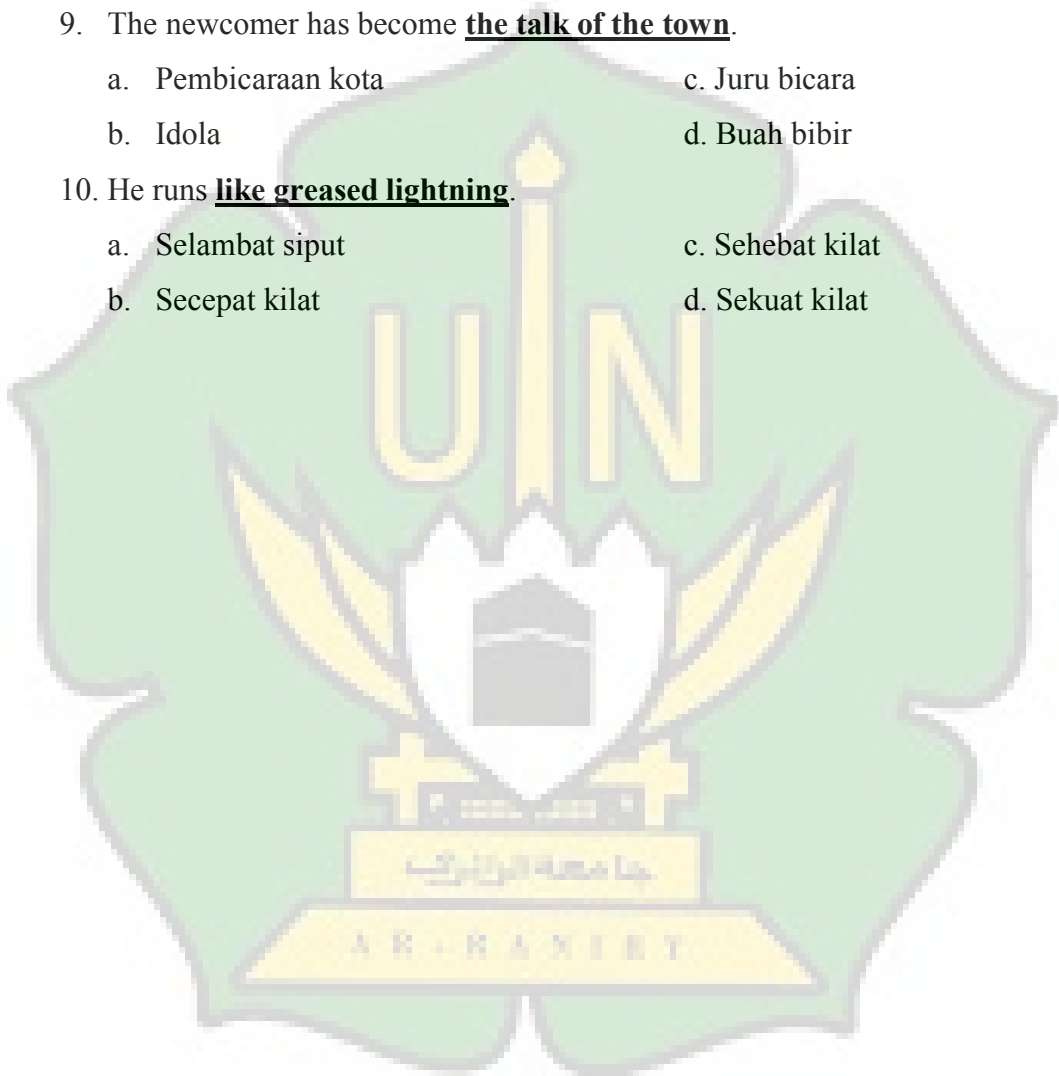 9. The newcomer has become the talk of the town.
a. Pembicaraan kota c. Juru bicara
b. Idola d. Buah bibir
10. He runs like greased lightning.
a. Selambat siput c. Sehebat kilat
b. Secepat kilat d. Sekuat kilat
UIN
AR-RANIRY